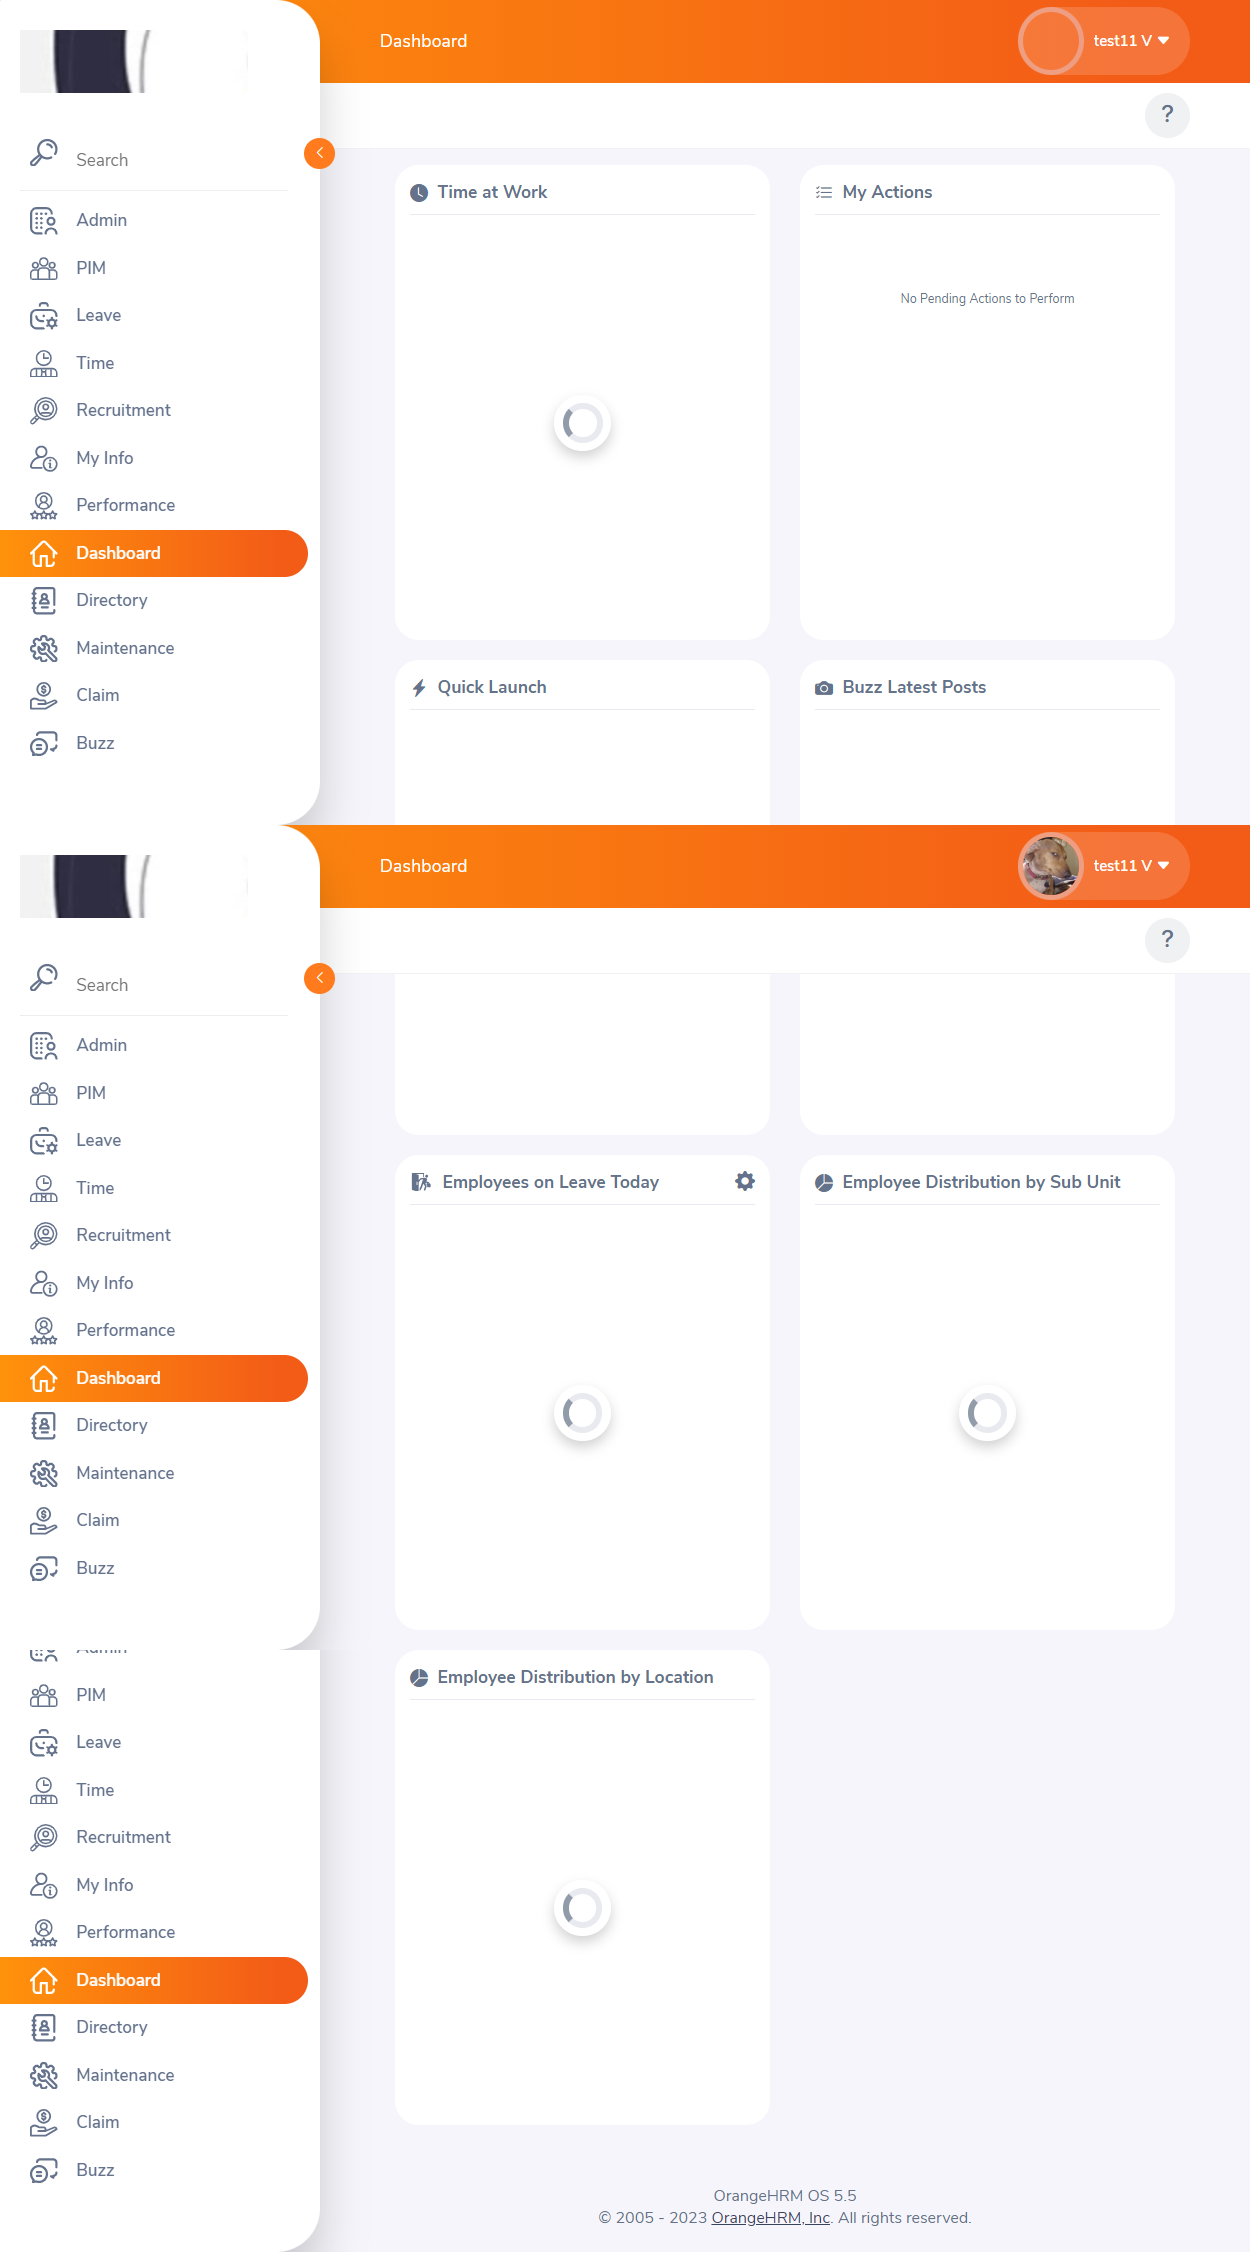 Dashboard
test11 V
?
Search
Admin
PIM
Leave
Time
Recruitment
My Info
Performance
Dashboard
Directory
Maintenance
Claim
Buzz
Time at Work
My Actions
No Pending Actions to Perform
Quick Launch
Buzz Latest Posts
Dashboard
test11 V
?
Search
Admin
PIM
Leave
Time
Recruitment
My Info
Performance
Dashboard
Directory
Maintenance
Claim
Buzz
Employees on Leave Today
Employee Distribution by Sub Unit
Admin
PIM
Leave
Time
Recruitment
My Info
Performance
Dashboard
Directory
Maintenance
Claim
Buzz
Employee Distribution by Location
OrangeHRM OS 5.5
© 2005 - 2023 OrangeHRM, Inc. All rights reserved.